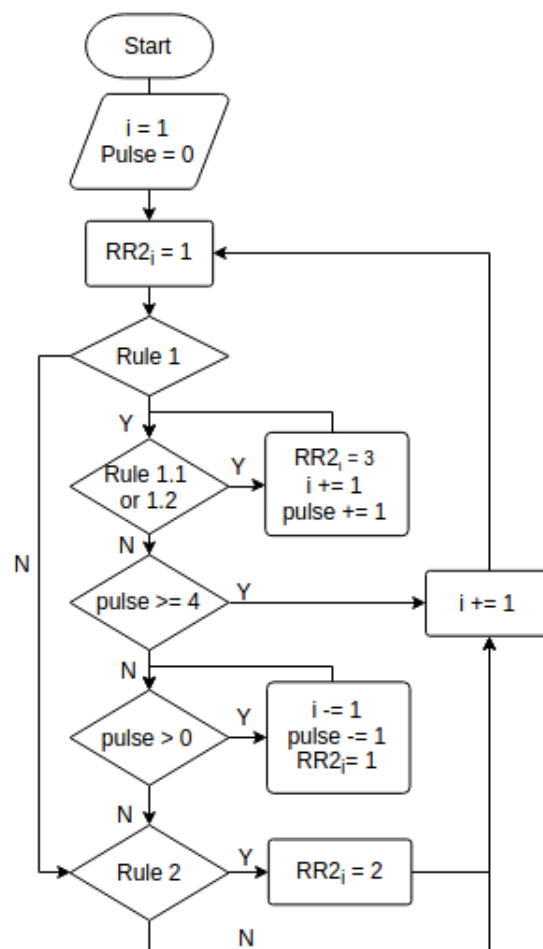 Start
i = 1
Pulse = 0
RR2i = 1
Rule 1
Y
Rule 1.1
or 1.2
Y
RR2i = 3
i += 1
pulse += 1
N
N
pulse >= 4
Y
i += 1
N
pulse > 0
Y
i -= 1
pulse -= 1
RR2i= 1
N
Rule 2
Y
RR2i = 2
N